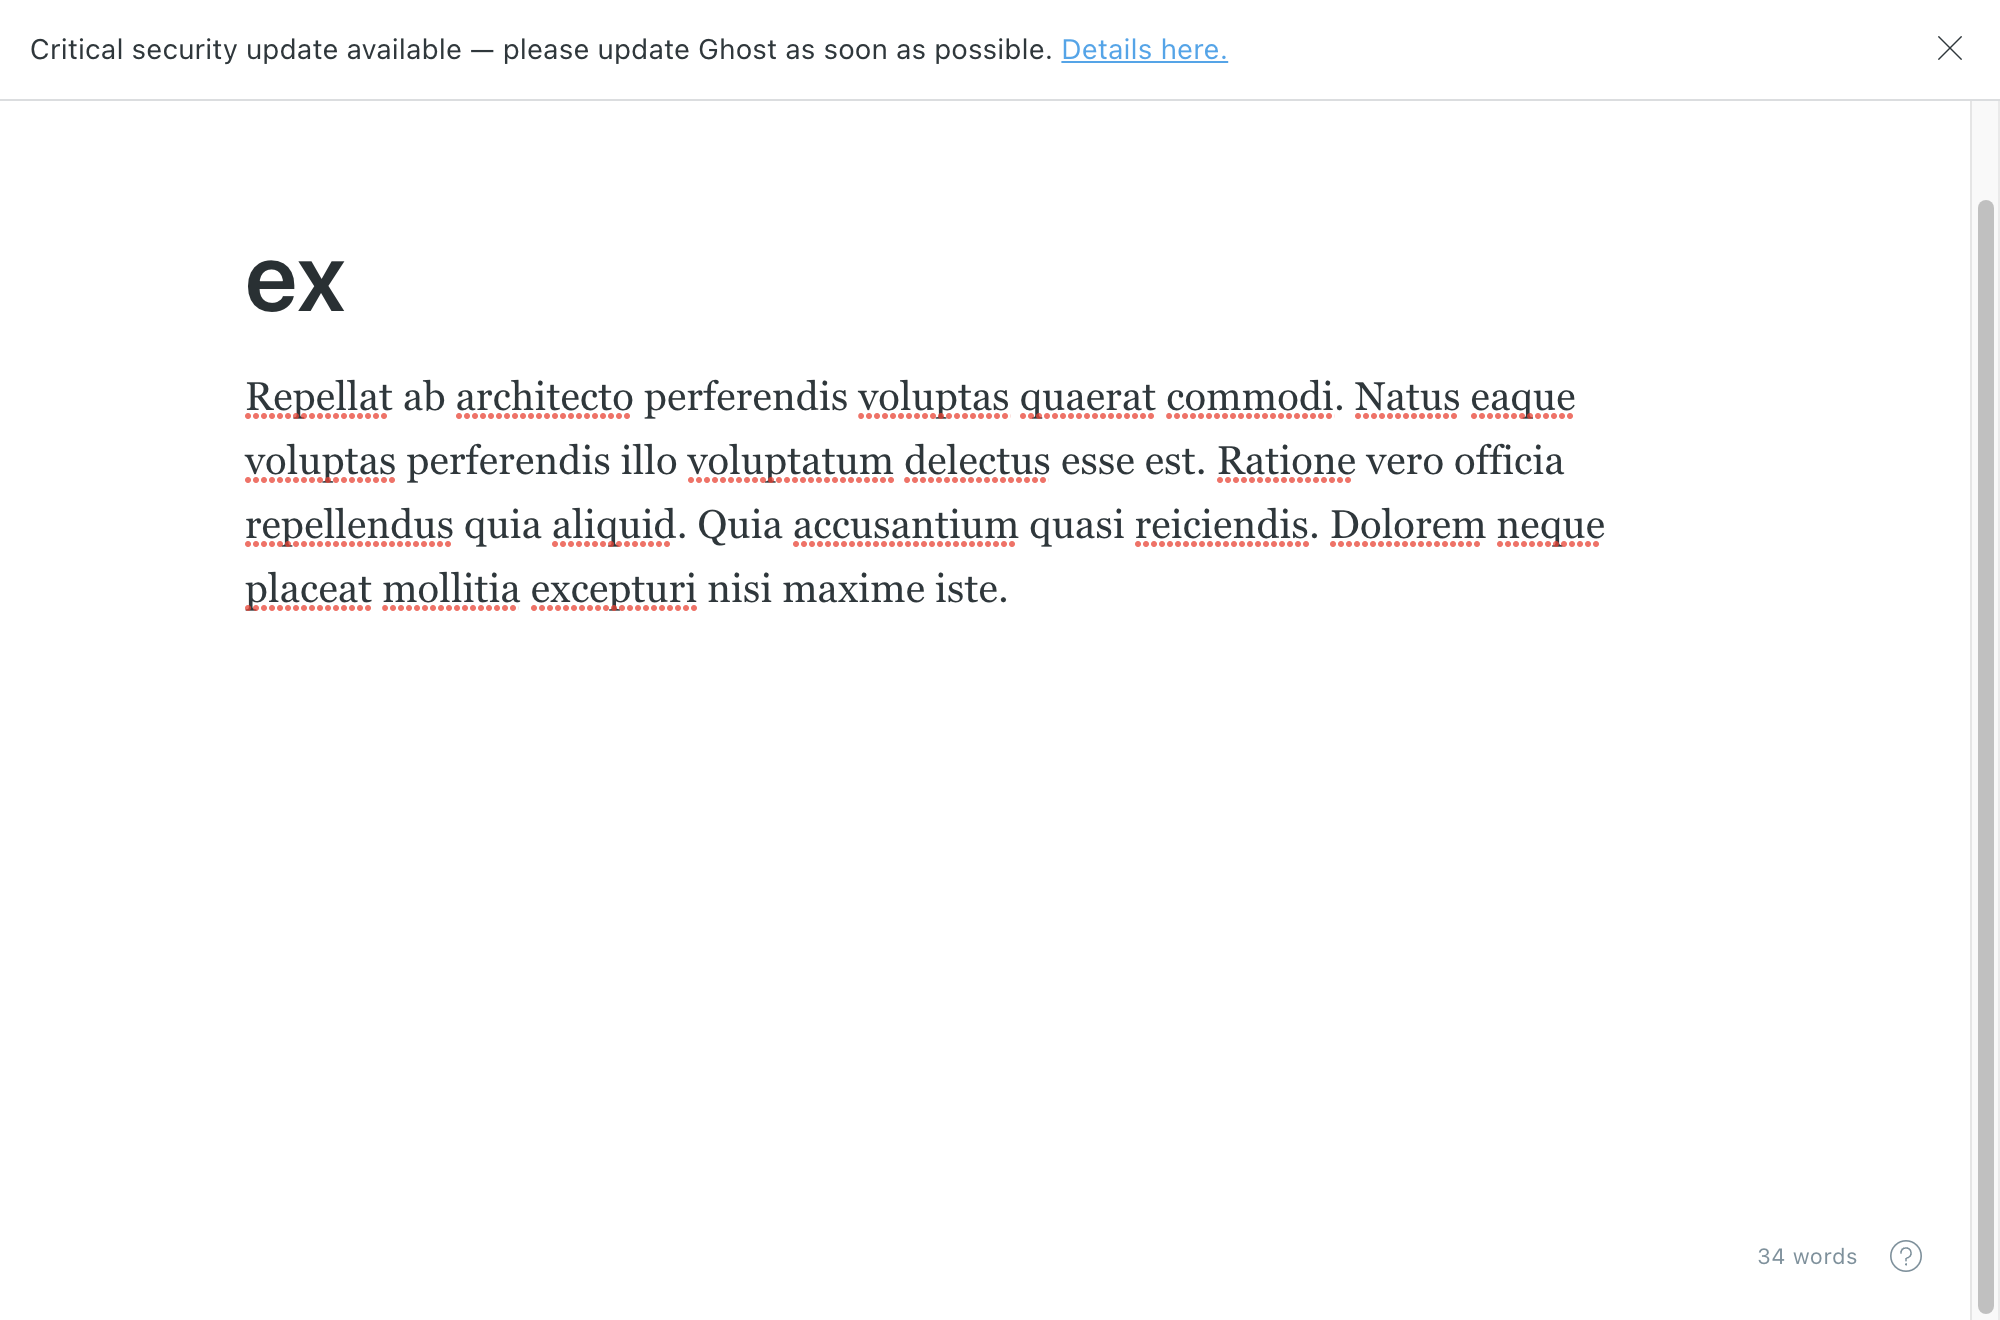 Critical security update available — please update Ghost as soon as possible. Details here.
ex
Repellat ab architecto perferendis voluptas quaerat commodi. Natus eaque
voluptas perferendis illo voluptatum delectus esse est. Ratione vero officia
repellendus quia aliquid. Quia accusantium quasi reiciendis. Dolorem neque
placeat mollitia excepturi nisi maxime iste.
34 words
?